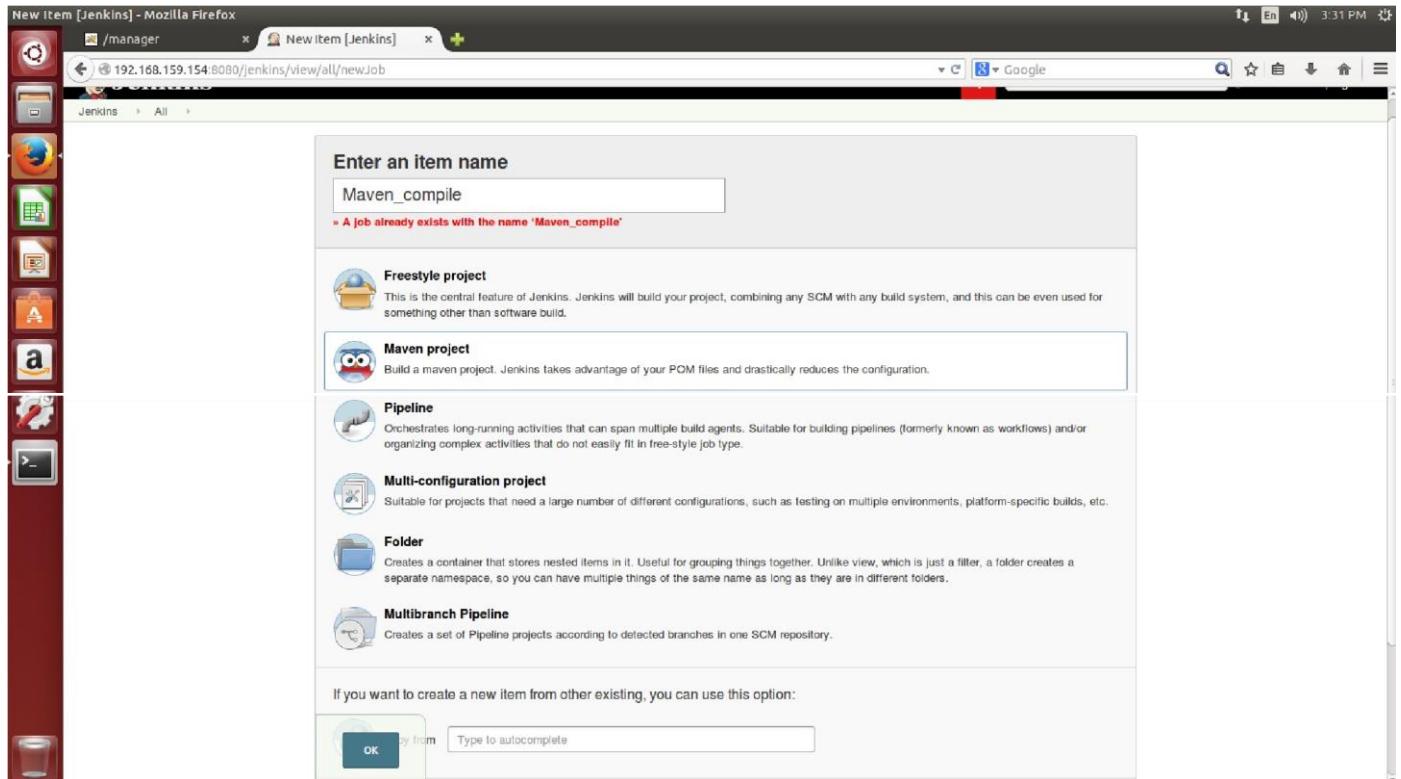 New Item [Jenkins] - Mozilla Firefox
En
3:31 PM
/manager
New Item [Jenkins]
192.168.159.154:8080/jenkins/view/all/newJob
Google
Jenkins
Jenkins
All
Enter an item name
Maven_compile
» A job already exists with the name ‘Maven_compile’
Freestyle project
This is the central feature of Jenkins. Jenkins will build your project, combining any SCM with any build system, and this can be even used for
something other than software build.
Maven project
Build a maven project. Jenkins takes advantage of your POM files and drastically reduces the configuration.
Pipeline
Orchestrates long-running activities that can span multiple build agents. Suitable for building pipelines (formerly known as workflows) and/or
organizing complex activities that do not easily fit in free-style job type.
Multi-configuration project
Suitable for projects that need a large number of different configurations, such as testing on multiple environments, platform-specific builds, etc.
Folder
Creates a container that stores nested items in it. Useful for grouping things together. Unlike view, which is just a filter, a folder creates a
separate namespace, so you can have multiple things of the same name as long as they are in different folders.
Multibranch Pipeline
Creates a set of Pipeline projects according to detected branches in one SCM repository.
If you want to create a new item from other existing, you can use this option:
from
Type to autocomplete
OK